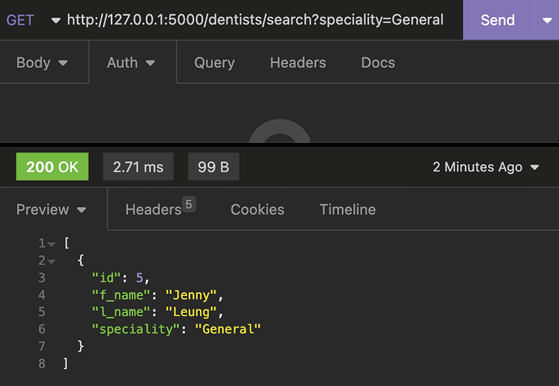 GET http://127.0.0.1:5000/dentists/search?speciality=General Send
Body Auth Query Headers Docs
200 OK 2.71 ms 99 B 2 Minutes Ago
Preview Headers 5 Cookies Timeline
1 [
2 {
3 "id": 5,
4 "f_name": "Jenny",
5 "l_name": "Leung",
6 "speciality": "General"
7 }
8 ]